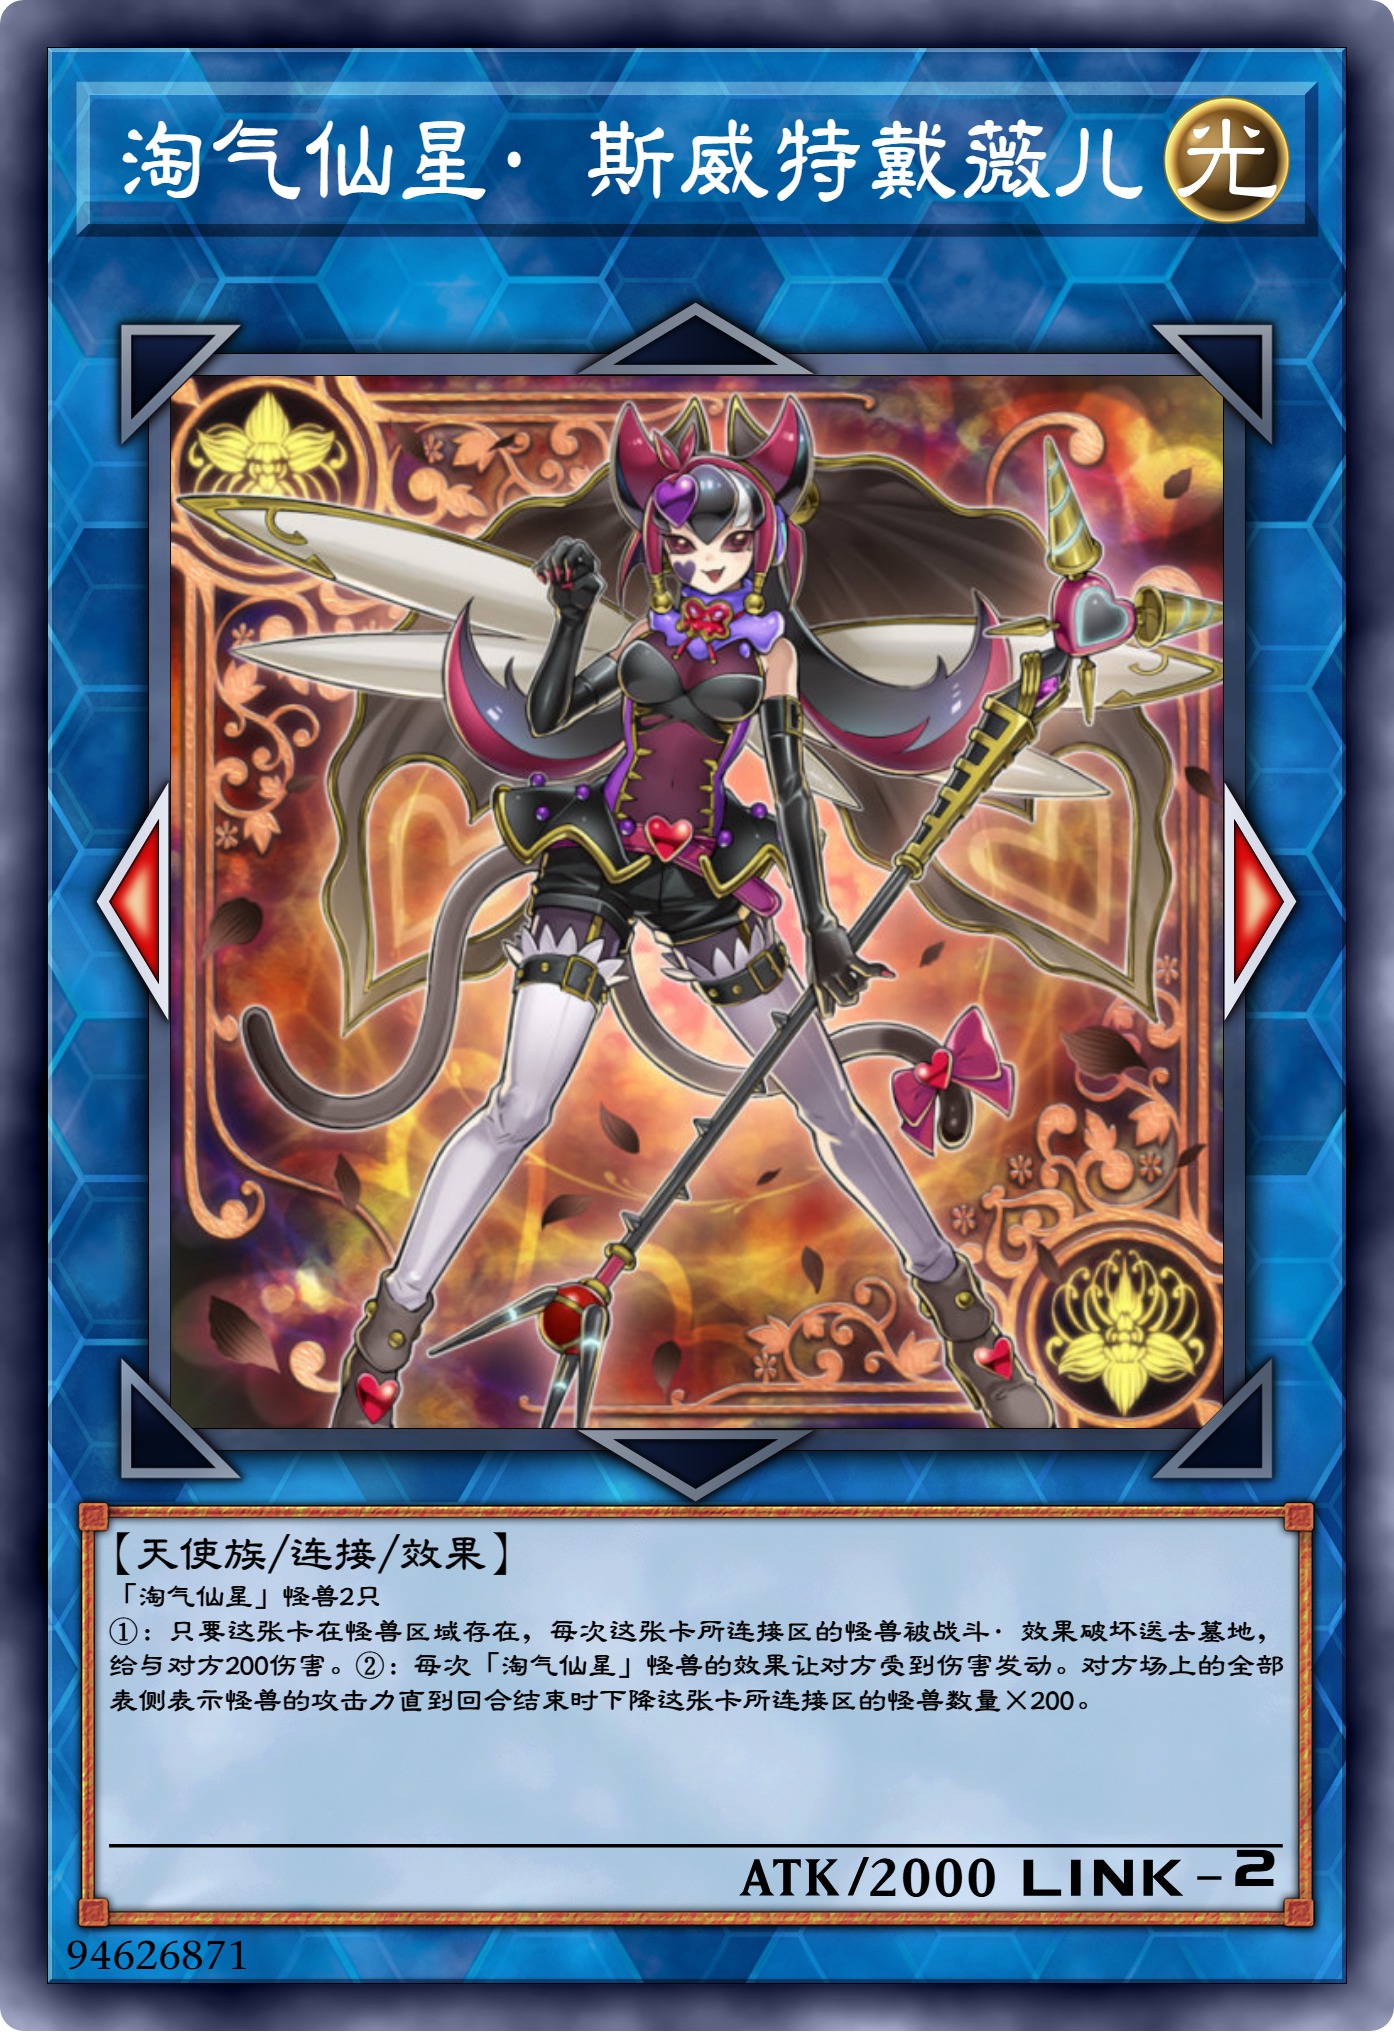 淘气仙星·斯威特戴薇儿 光
【天使族/连接/效果】
「淘气仙星」怪兽2只
①：只要这张卡在怪兽区域存在，每次这张卡所连接区的怪兽被战斗·效果破坏送去墓地，
给与对方200伤害。②：每次「淘气仙星」怪兽的效果让对方受到伤害发动。对方场上的全部
表侧表示怪兽的攻击力直到回合结束时下降这张卡所连接区的怪兽数量×200。
ATK/2000 LINK-2
94626871